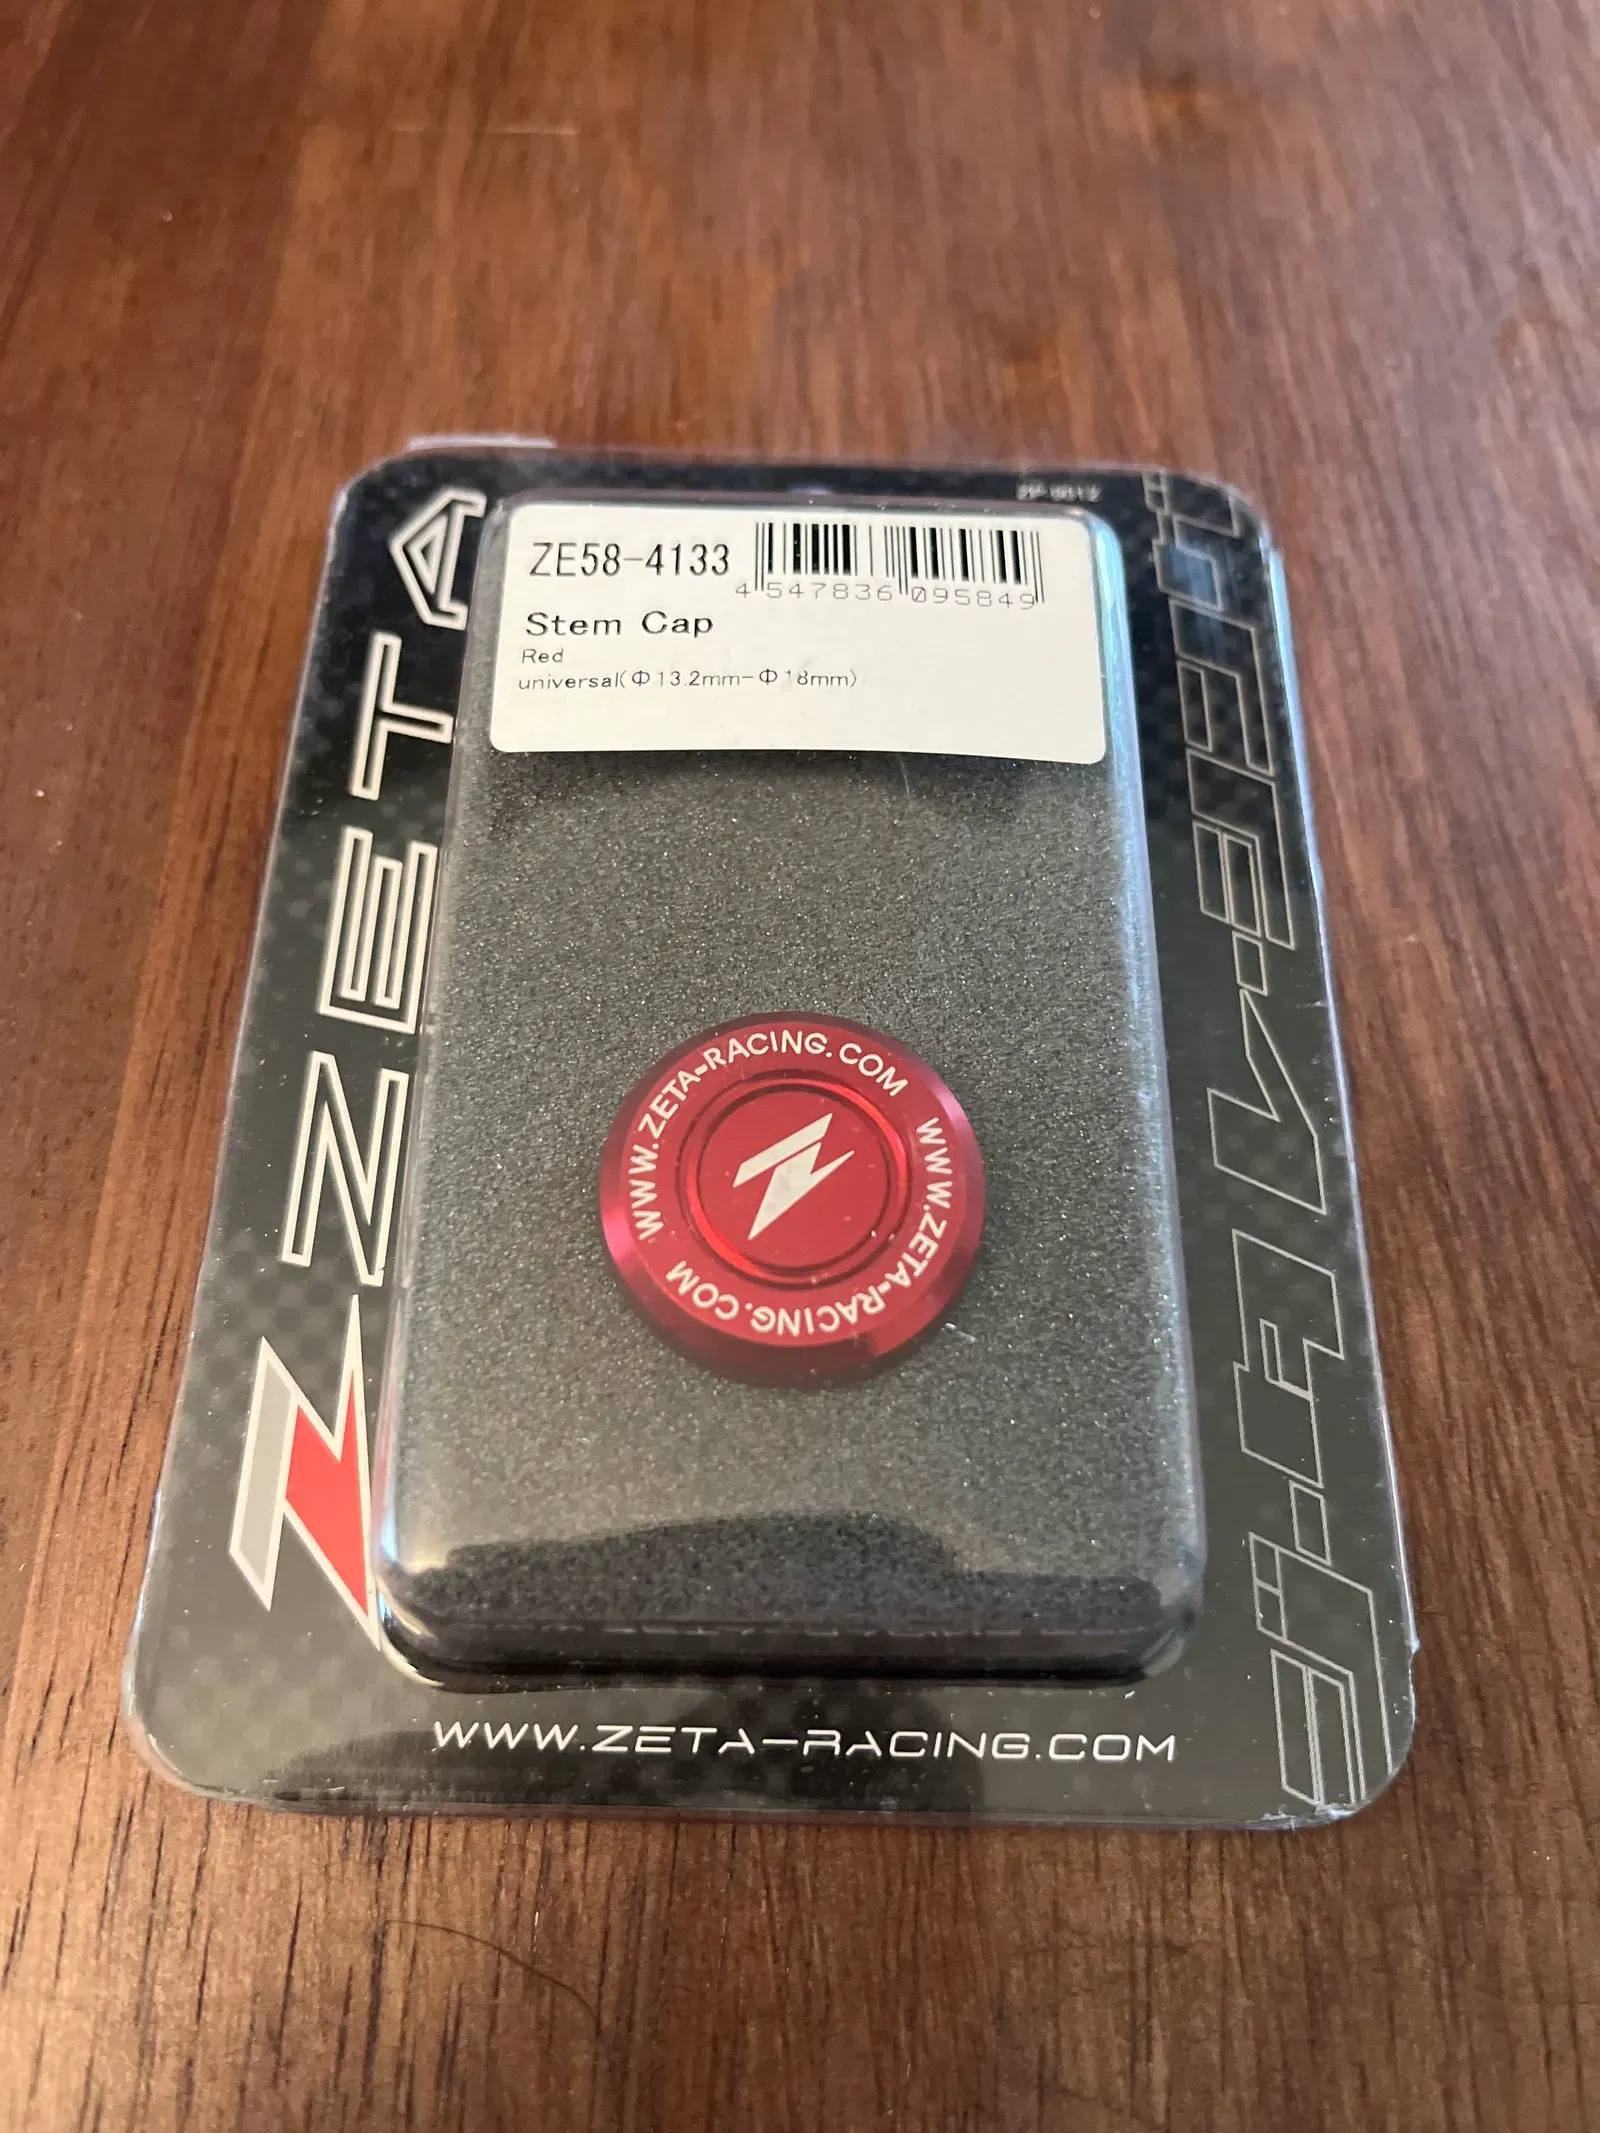 ZE58-4133
4 547836 095849
Stem Cap
Red
universal(Φ13.2mm-Φ18mm)
ZETA
WWW.ZETA-RACING.COM
WWW.ZETA-RACING.COM
WWW.ZETA-RACING.COM